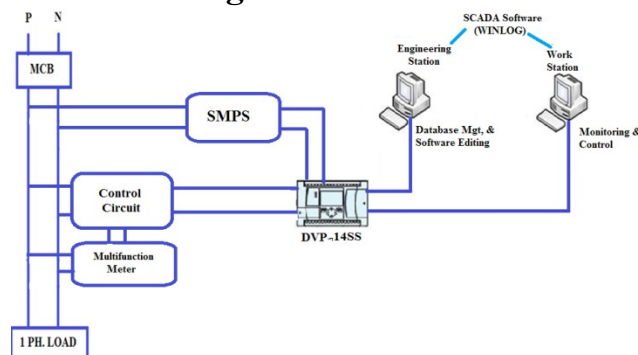 P N
MCB
SMPS
Control
Circuit
Multifunction
Meter
1 PH. LOAD
DVP-14SS
SCADA Software
(WINLOG)
Engineering
Station
Work
Station
Database Mgt, &
Software Editing
Monitoring &
Control